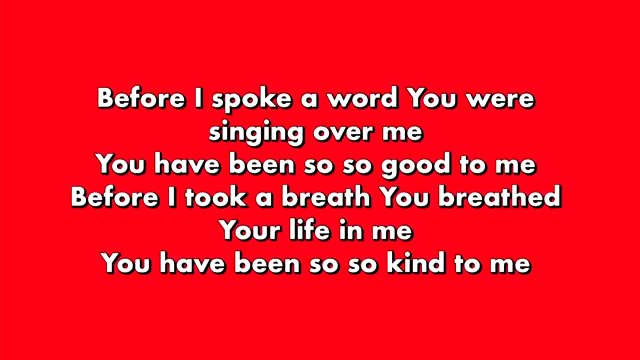 Before I spoke a word You were
singing over me
You have been so so good to me
Before I took a breath You breathed
Your life in me
You have been so so kind to me